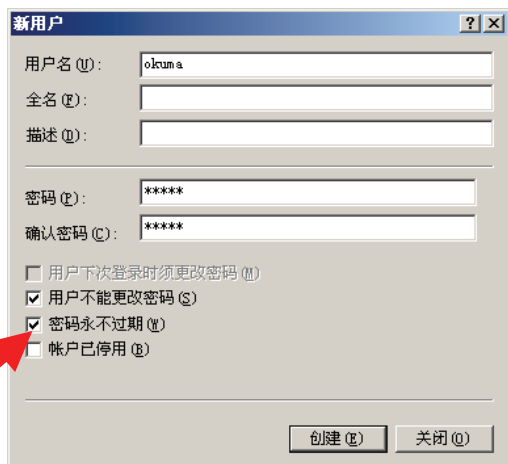 新用户
用户名(U): okuma
全名(F):
描述(D):
密码(P): *****
确认密码(C): *****
用户下次登录时须更改密码(M)
用户不能更改密码(S)
密码永不过期(W)
帐户已停用(B)
创建(E) 关闭(O)